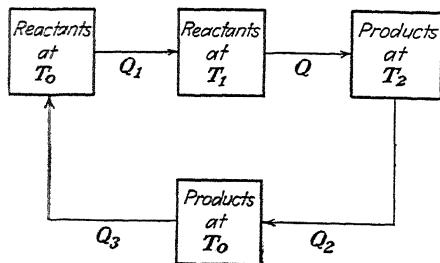 Reactants
at
T₀
Q₁
Reactants
at
T₁
Q
Products
at
T₂
Products
at
T₀
Q₃
Q₂